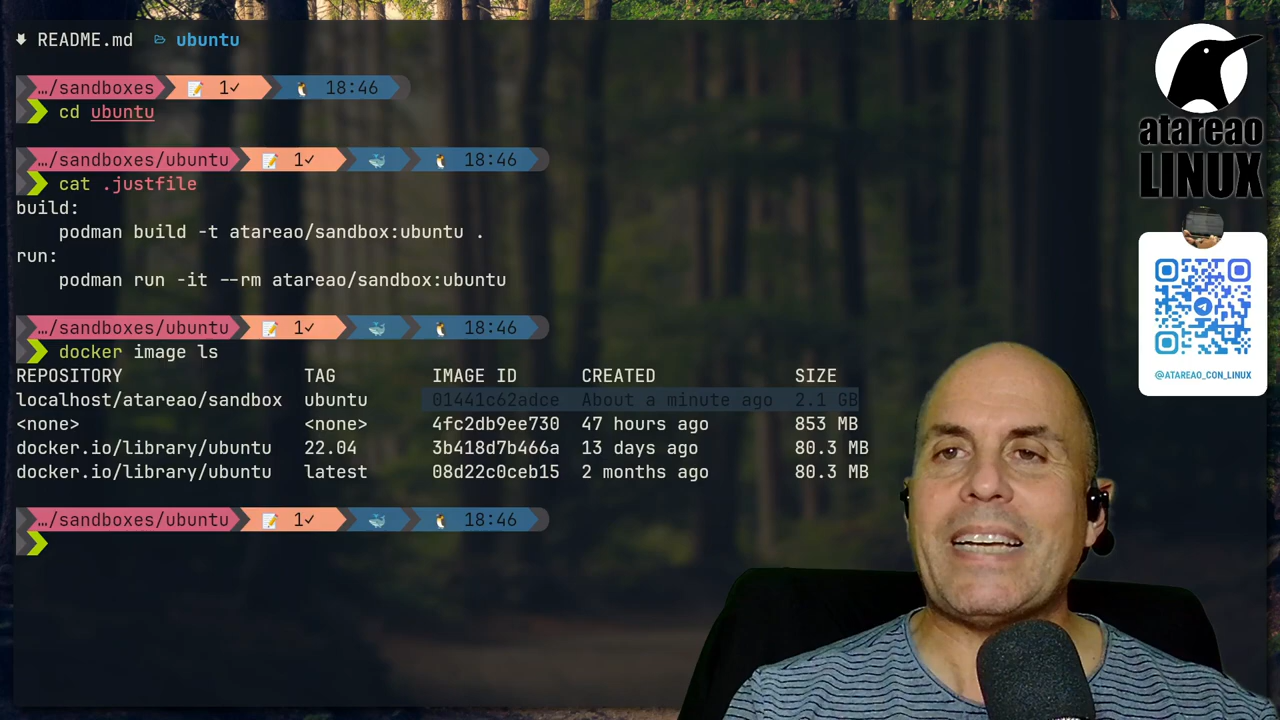 README.md ubuntu
…/sandboxes 1✓ 18:46
cd ubuntu
…/sandboxes/ubuntu 1✓ 18:46
cat .justfile
build:
    podman build -t atareao/sandbox:ubuntu .
run:
    podman run -it --rm atareao/sandbox:ubuntu
…/sandboxes/ubuntu 1✓ 18:46
docker image ls
REPOSITORY TAG IMAGE ID CREATED SIZE
localhost/atareao/sandbox ubuntu 01441c62adce About a minute ago 2.1 GB
<none> <none> 4fc2db9ee730 47 hours ago 853 MB
docker.io/library/ubuntu 22.04 3b418d7b466a 13 days ago 80.3 MB
docker.io/library/ubuntu latest 08d22c0ceb15 2 months ago 80.3 MB
…/sandboxes/ubuntu 1✓ 18:46
atareao
LINUX
@ATAREAO_CON_LINUX